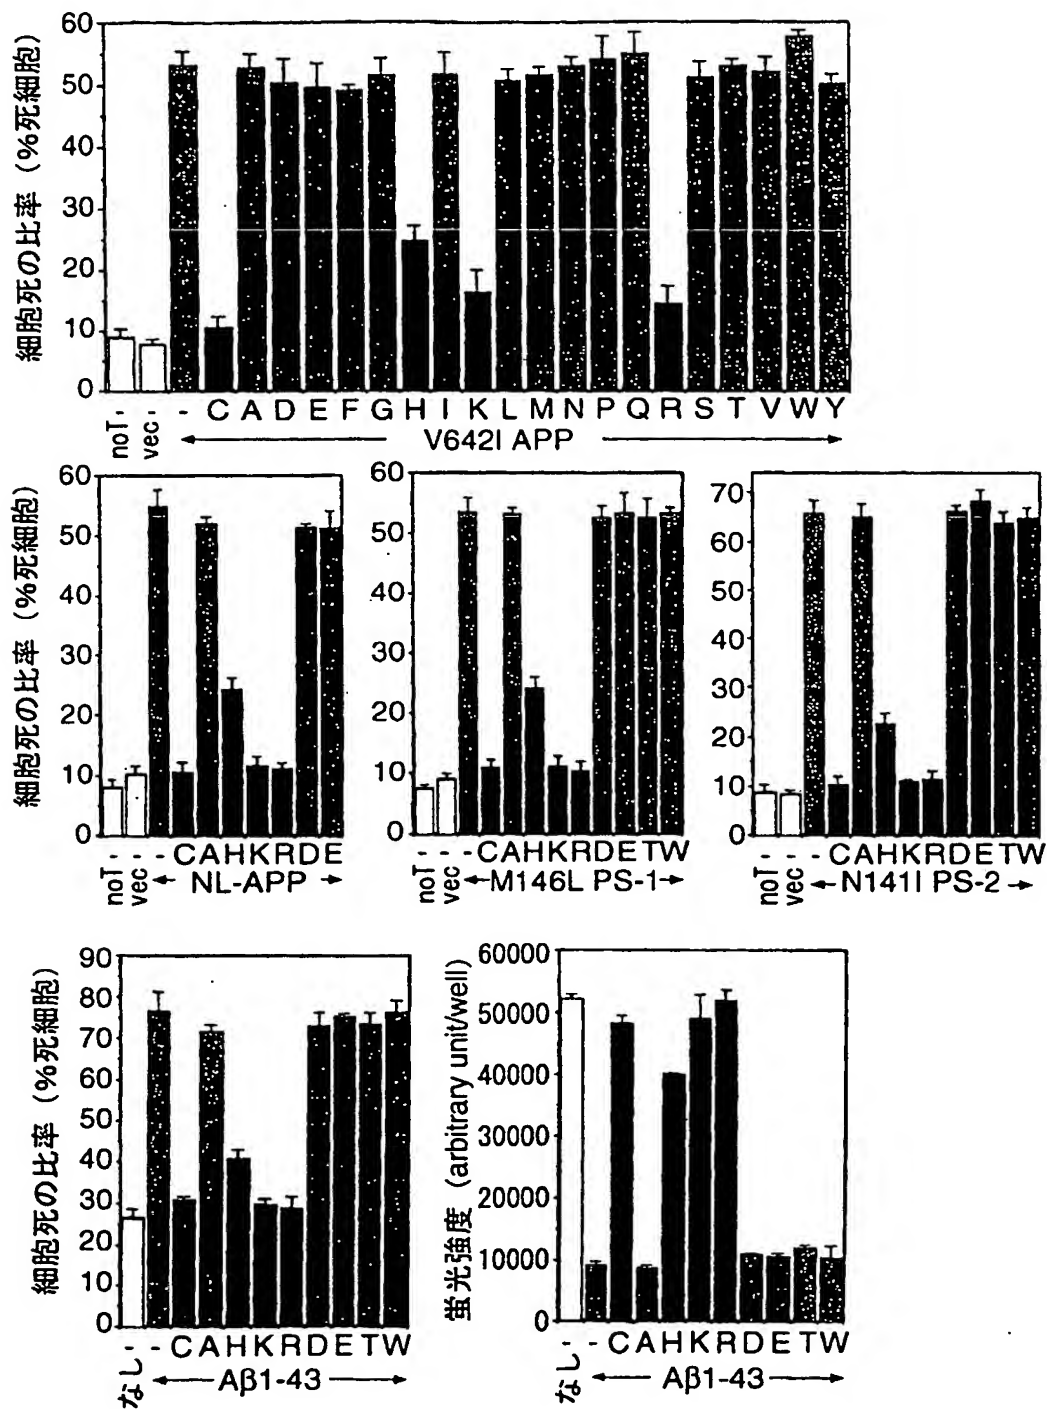 細胞死の比率（%死細胞）
60
50
40
30
20
10
0
- - - C A D E F G H I K L M N P Q R S T V W Y
noT vec V642I APP
細胞死の比率（%死細胞）
60
50
40
30
20
10
0
- - - C A H K R D E
noT vec NL-APP
60
50
40
30
20
10
0
- - - C A H K R D E T W
noT vec M146L PS-1
70
60
50
40
30
20
10
0
- - - C A H K R D E T W
noT vec N141I PS-2
細胞死の比率（%死細胞）
90
80
70
60
50
40
30
20
10
0
- - C A H K R D E T W
なし Aβ1-43
蛍光強度（arbitrary unit/well)
60000
50000
40000
30000
20000
10000
0
- - C A H K R D E T W
なし Aβ1-43